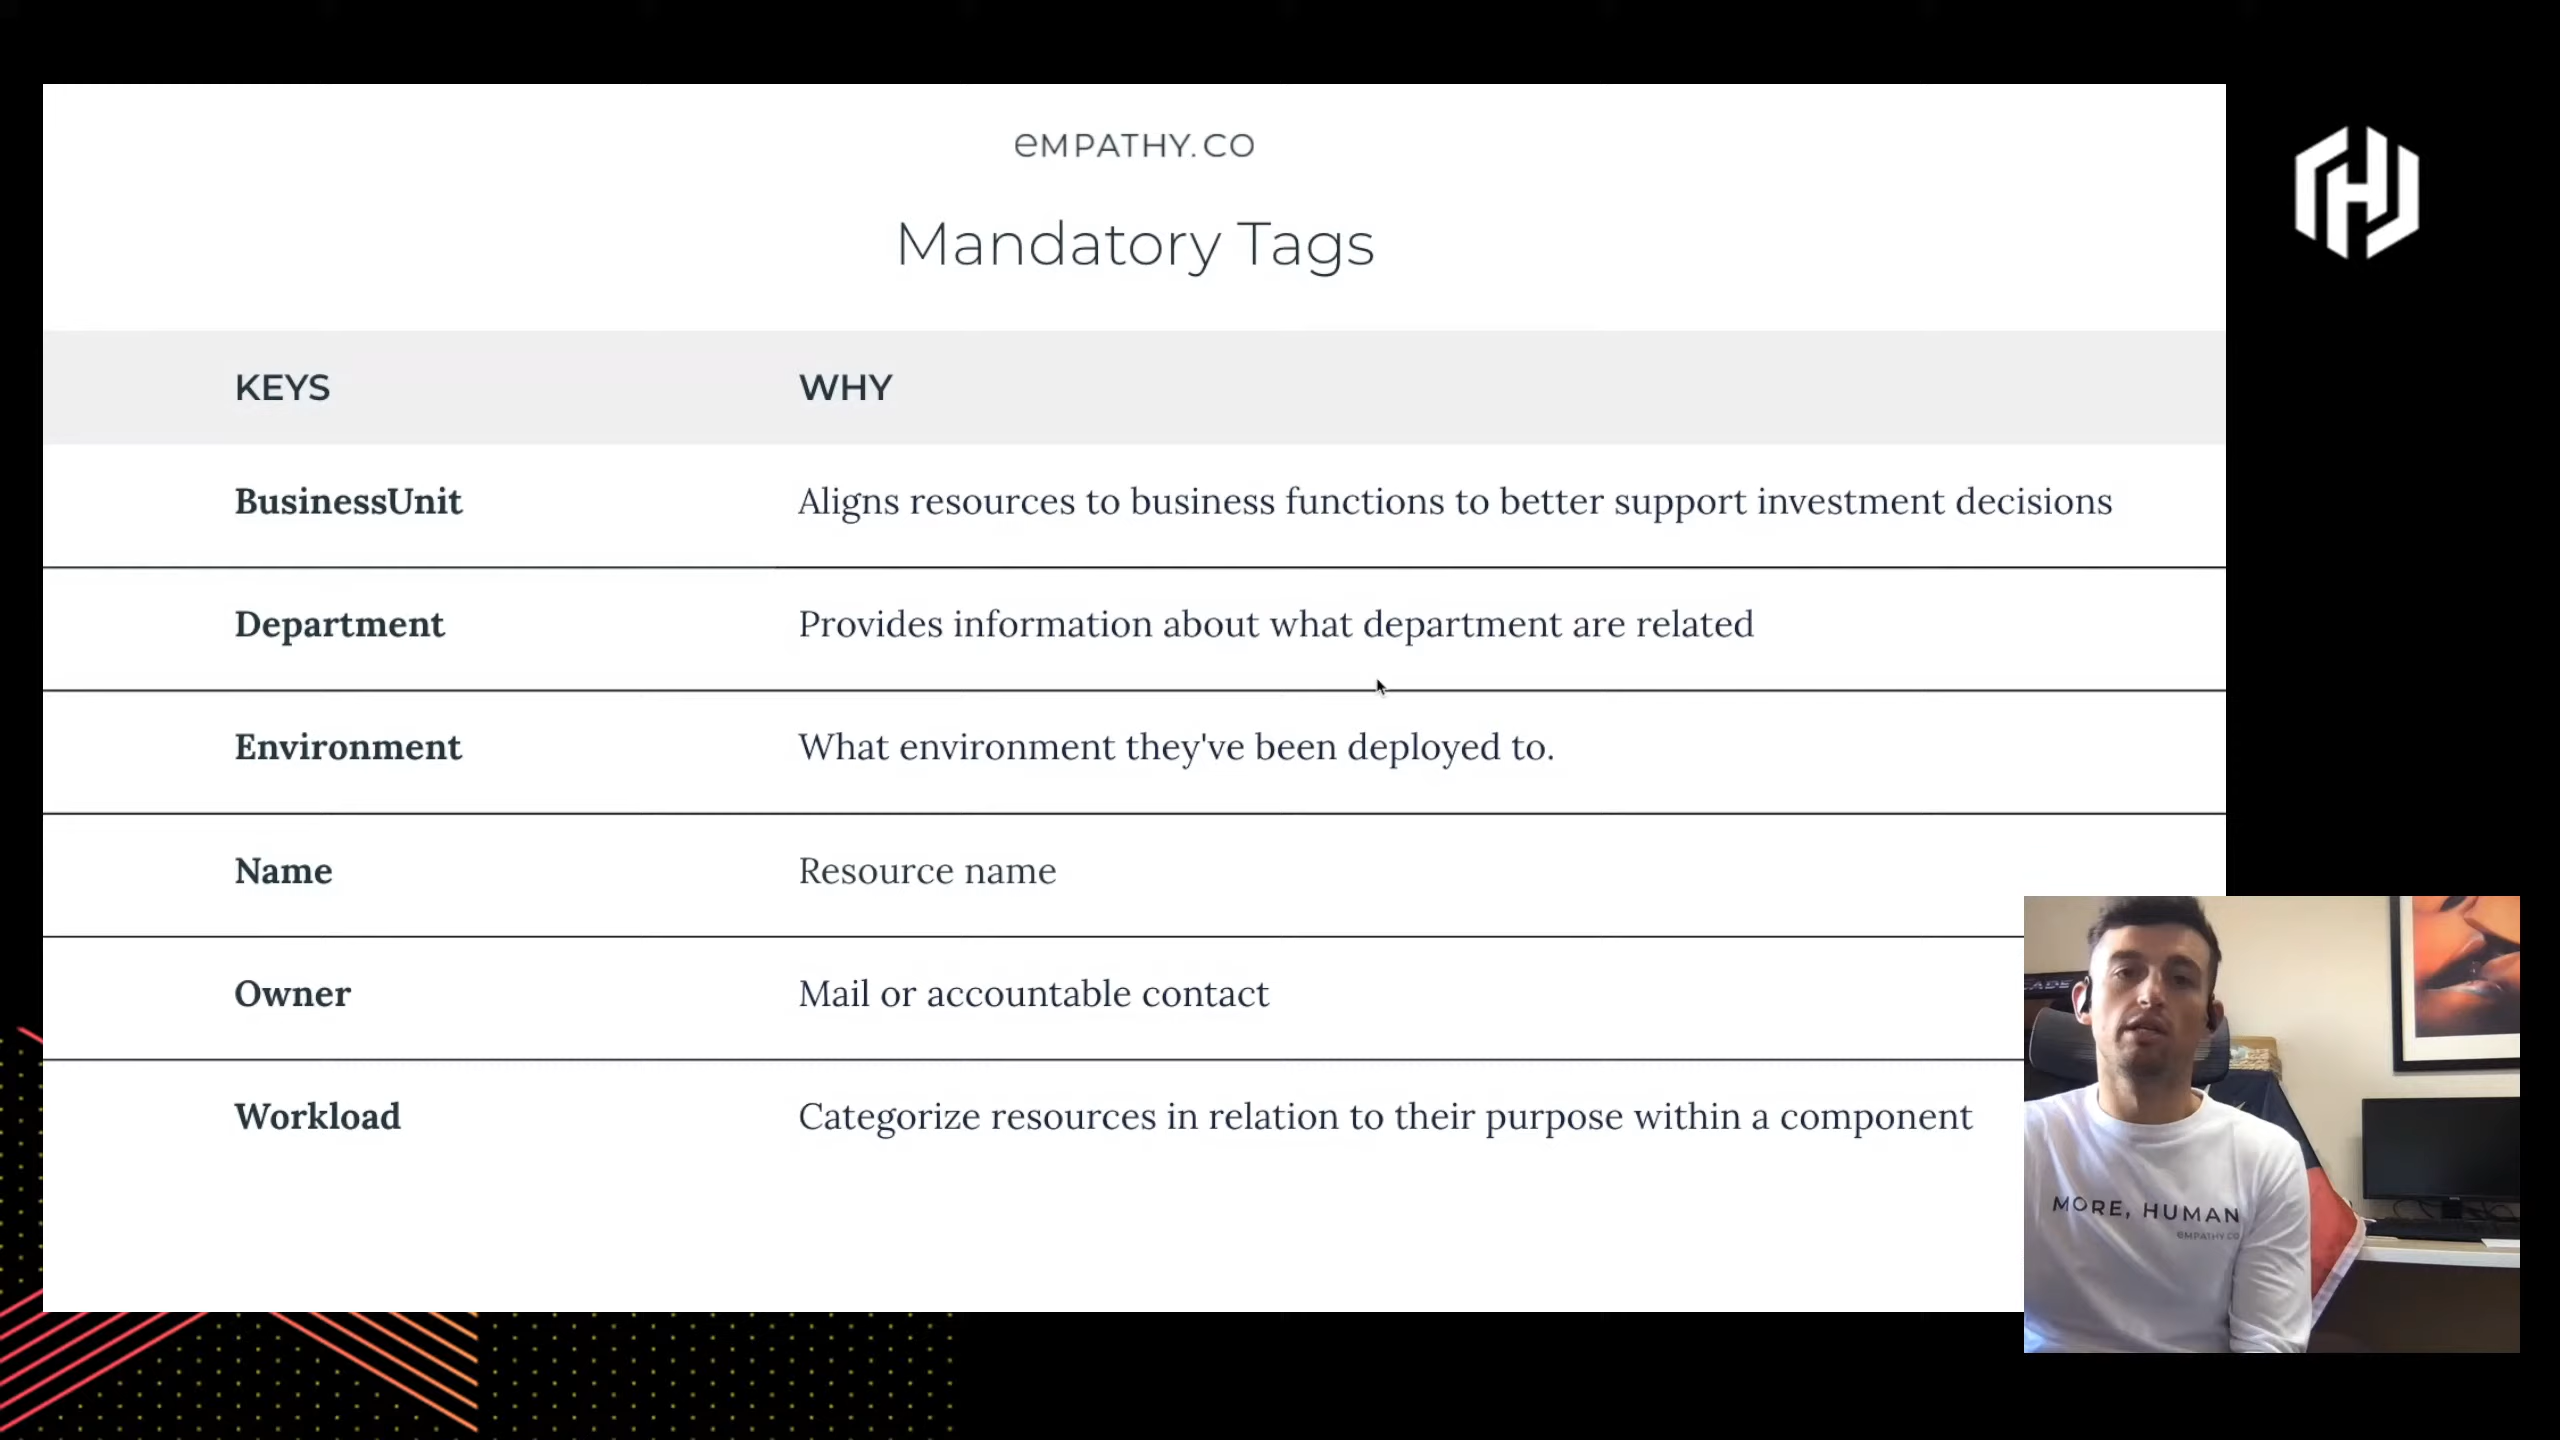 eMPATHY.CO
Mandatory Tags
KEYS WHY
BusinessUnit Aligns resources to business functions to better support investment decisions
Department Provides information about what department are related
Environment What environment they've been deployed to.
Name Resource name
Owner Mail or accountable contact
Workload Categorize resources in relation to their purpose within a component
MORE, HUMAN
eMPATHY.CO